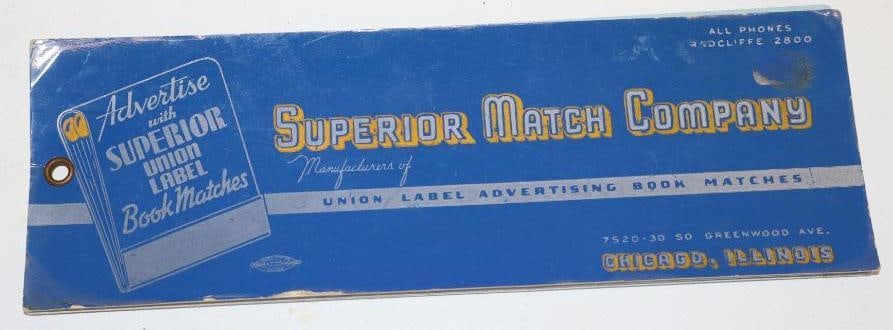 ALL PHONES
RADCLIFFE 2800
Advertise
with
SUPERIOR
UNION
LABEL
Book Matches
SUPERIOR MATCH COMPANY
Manufacturers of
UNION LABEL ADVERTISING BOOK MATCHES
7520-30 SO GREENWOOD AVE.
CHICAGO, ILLINOIS